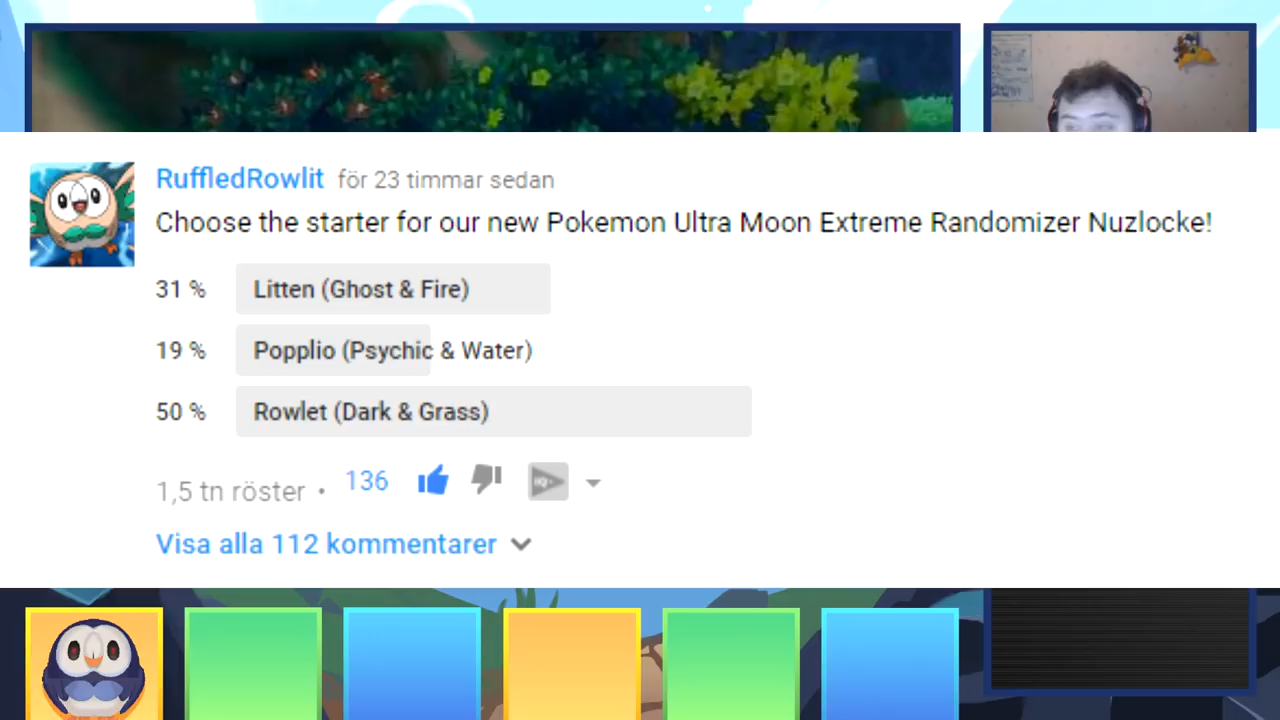 RuffledRowlit för 23 timmar sedan
Choose the starter for our new Pokemon Ultra Moon Extreme Randomizer Nuzlocke!
31 % Litten (Ghost & Fire)
19 % Popplio (Psychic & Water)
50 % Rowlet (Dark & Grass)
1,5 tn röster • 136
Visa alla 112 kommentarer